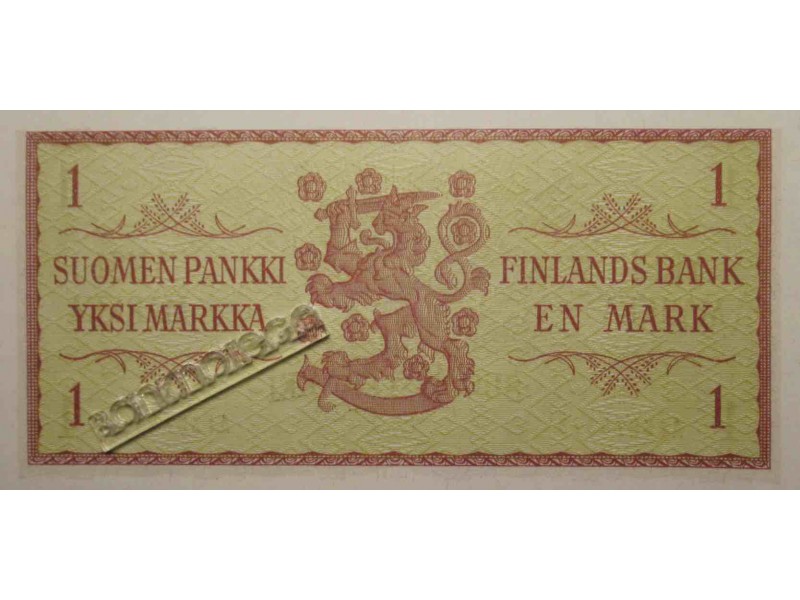 1
1
SUOMEN PANKKI
YKSI MARKKA
FINLANDS BANK
EN MARK
1
1